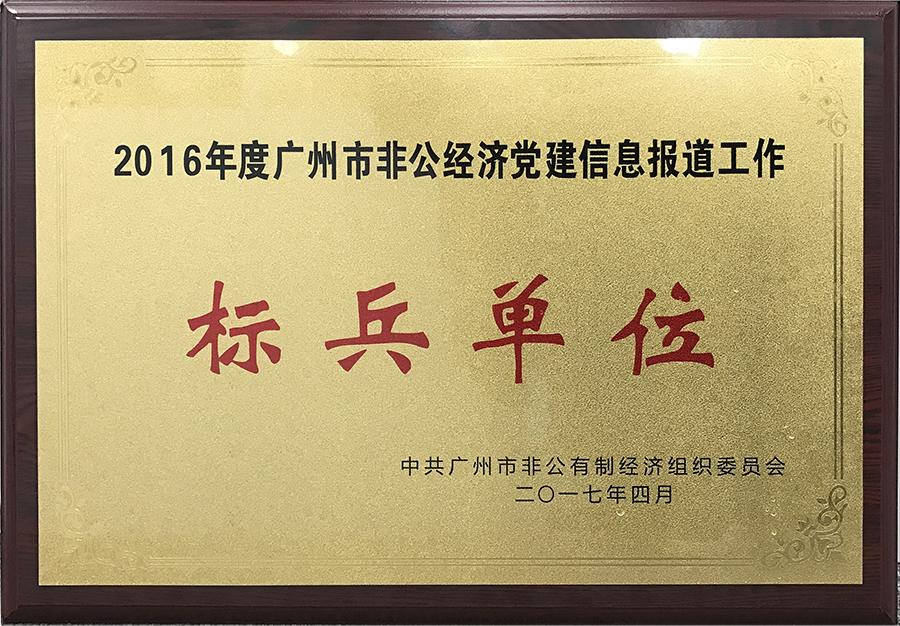 2016年度广州市非公经济党建信息报道工作
标兵单位
中共广州市非公有制经济组织委员会
二〇一七年四月